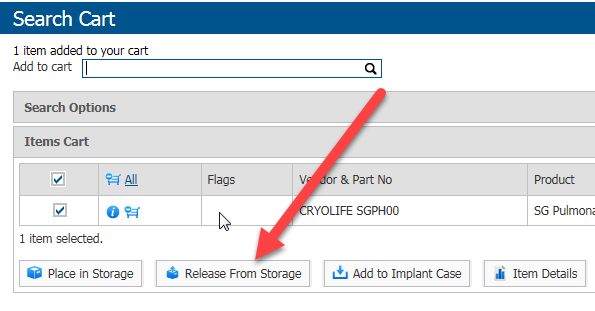 Search Cart
1 item added to your cart
Add to cart
Search Options
Items Cart
All Flags Vendor & Part No Product
CRYOLIFE SGPH00 SG Pulmona
1 item selected.
Place in Storage Release From Storage Add to Implant Case Item Details